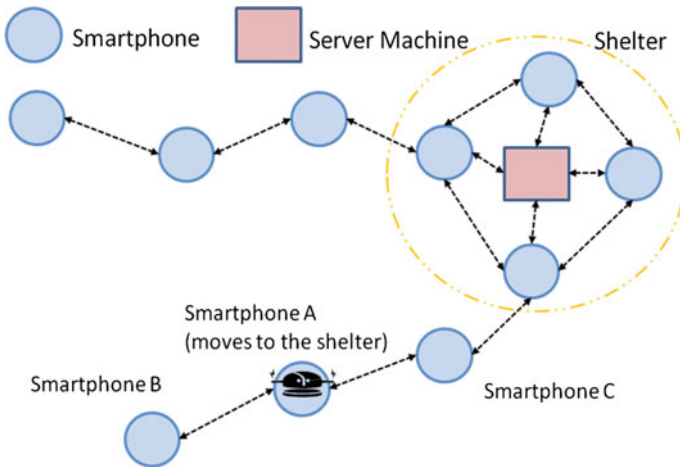 Smartphone
Server Machine
Shelter
Smartphone A
(moves to the shelter)
Smartphone B
Smartphone C